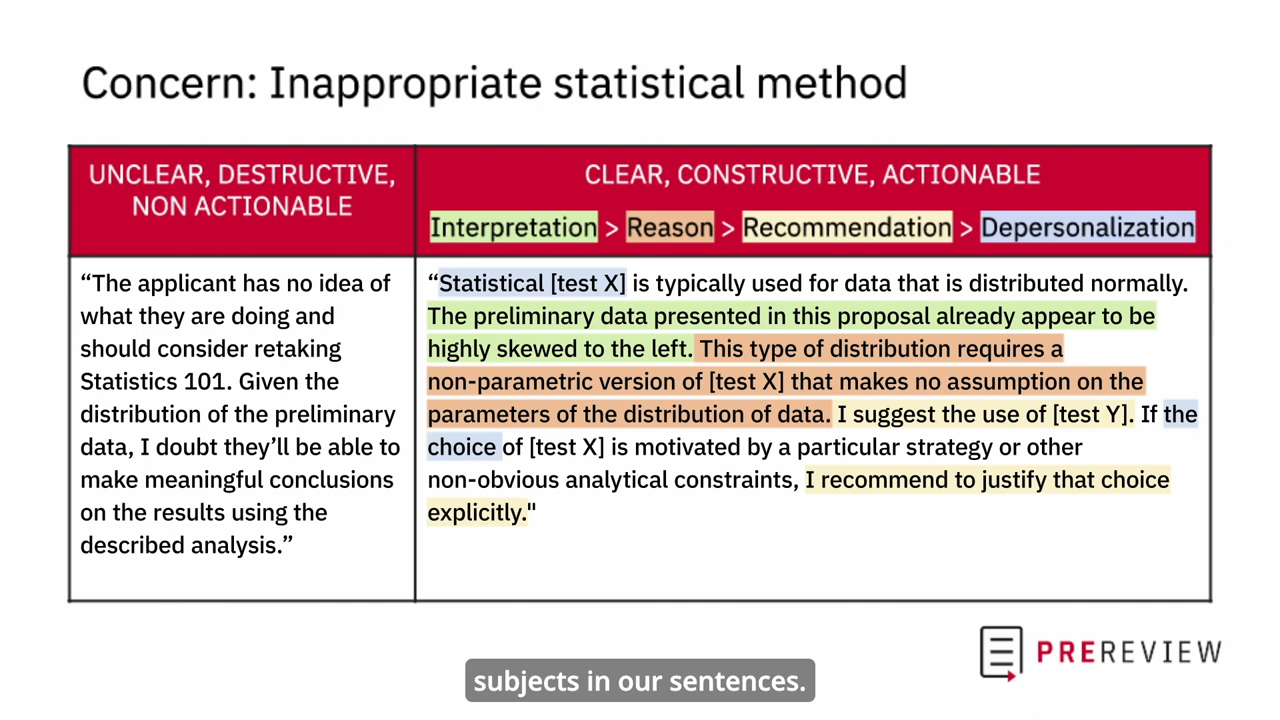 Concern: Inappropriate statistical method
UNCLEAR, DESTRUCTIVE,
NON ACTIONABLE
CLEAR, CONSTRUCTIVE, ACTIONABLE
Interpretation > Reason > Recommendation > Depersonalization
“The applicant has no idea of
what they are doing and
should consider retaking
Statistics 101. Given the
distribution of the preliminary
data, I doubt they’ll be able to
make meaningful conclusions
on the results using the
described analysis.”
“Statistical [test X] is typically used for data that is distributed normally.
The preliminary data presented in this proposal already appear to be
highly skewed to the left. This type of distribution requires a
non-parametric version of [test X] that makes no assumption on the
parameters of the distribution of data. I suggest the use of [test Y]. If the
choice of [test X] is motivated by a particular strategy or other
non-obvious analytical constraints, I recommend to justify that choice
explicitly."
PREREVIEW
subjects in our sentences.